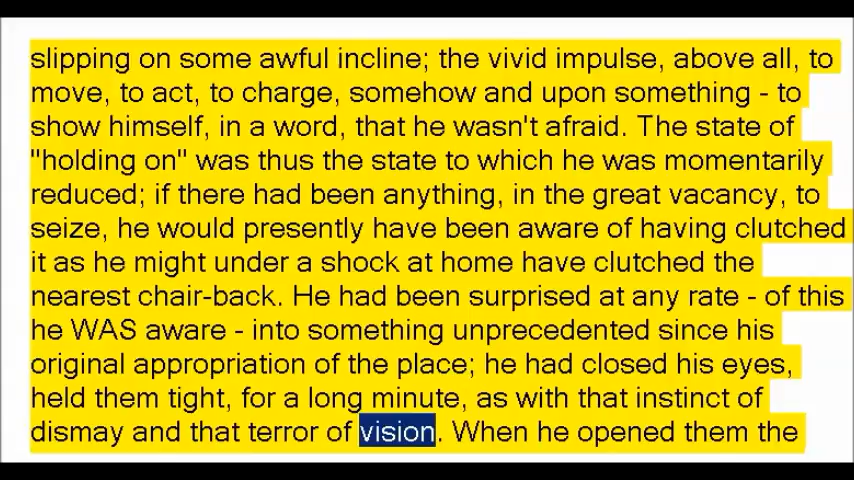 slipping on some awful incline; the vivid impulse, above all, to
move, to act, to charge, somehow and upon something - to
show himself, in a word, that he wasn't afraid. The state of
"holding on" was thus the state to which he was momentarily
reduced; if there had been anything, in the great vacancy, to
seize, he would presently have been aware of having clutched
it as he might under a shock at home have clutched the
nearest chair-back. He had been surprised at any rate - of this
he WAS aware - into something unprecedented since his
original appropriation of the place; he had closed his eyes,
held them tight, for a long minute, as with that instinct of
dismay and that terror of vision. When he opened them the